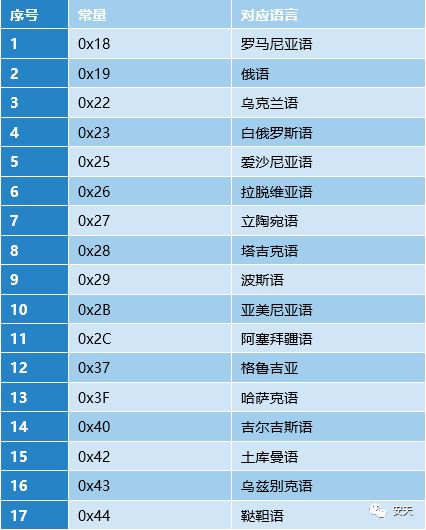 序号 常量 对应语言
1 0x18 罗马尼亚语
2 0x19 俄语
3 0x22 乌克兰语
4 0x23 白俄罗斯语
5 0x25 爱沙尼亚语
6 0x26 拉脱维亚语
7 0x27 立陶宛语
8 0x28 塔吉克语
9 0x29 波斯语
10 0x2B 亚美尼亚语
11 0x2C 阿塞拜疆语
12 0x37 格鲁吉亚
13 0x3F 哈萨克语
14 0x40 吉尔吉斯语
15 0x42 土库曼语
16 0x43 乌兹别克语
17 0x44 鞑靼语
安天